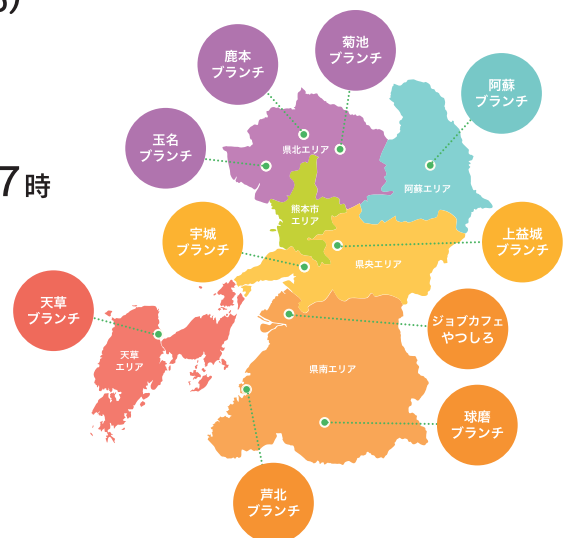 7時
鹿本
ブランチ
菊池
ブランチ
阿蘇
ブランチ
玉名
ブランチ
県北エリア
阿蘇エリア
熊本市
エリア
宇城
ブランチ
上益城
ブランチ
県央エリア
天草
ブランチ
ジョブカフェ
やつしろ
天草
エリア
県南エリア
球磨
ブランチ
芦北
ブランチ